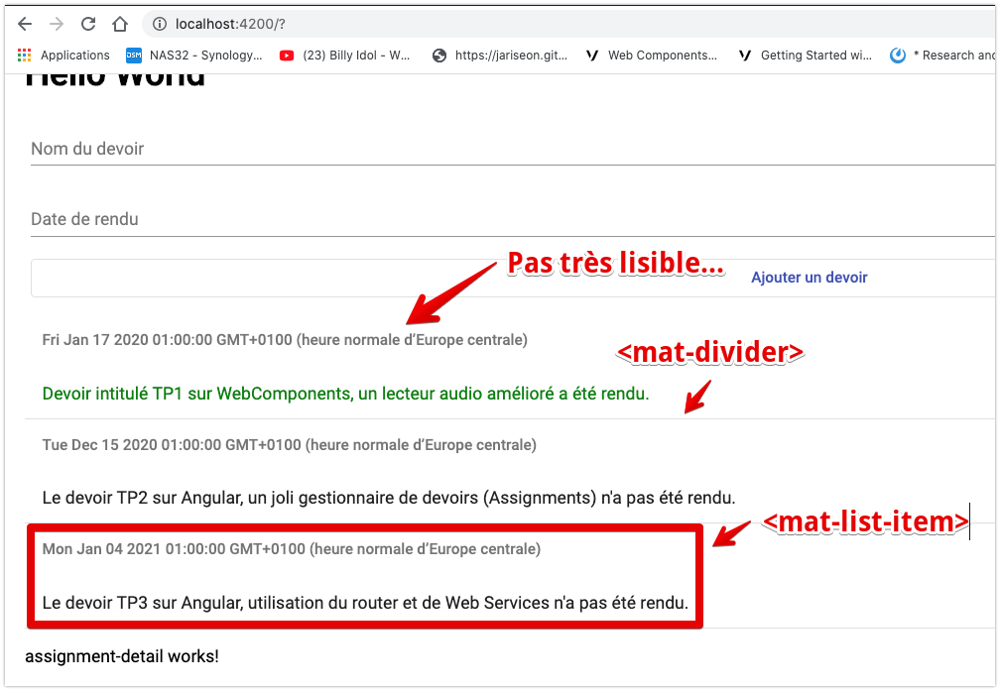 localhost:4200/?
Applications NAS32 - Synology... (23) Billy Idol - W... https://jariseon.git... Web Components... Getting Started wi... * Research and
Hello World
Nom du devoir
Date de rendu
Pas très lisible...
Ajouter un devoir
Fri Jan 17 2020 01:00:00 GMT+0100 (heure normale d’Europe centrale)
<mat-divider>
Devoir intitulé TP1 sur WebComponents, un lecteur audio amélioré a été rendu.
Tue Dec 15 2020 01:00:00 GMT+0100 (heure normale d’Europe centrale)
Le devoir TP2 sur Angular, un joli gestionnaire de devoirs (Assignments) n'a pas été rendu.
<mat-list-item>
Mon Jan 04 2021 01:00:00 GMT+0100 (heure normale d’Europe centrale)
Le devoir TP3 sur Angular, utilisation du router et de Web Services n'a pas été rendu.
assignment-detail works!